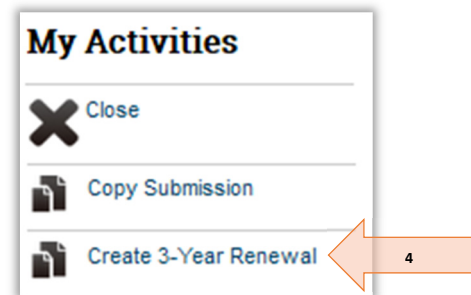 My Activities
Close
Copy Submission
Create 3-Year Renewal
4